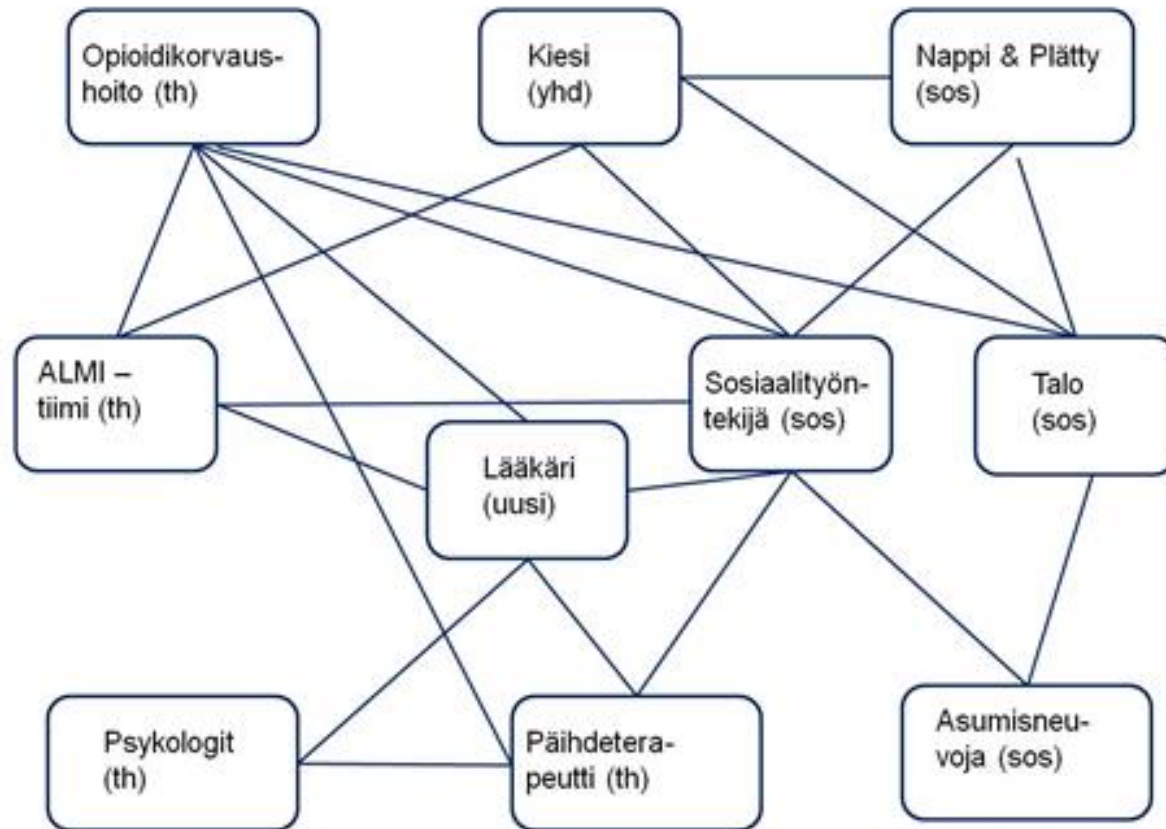 Opioidikorvaus-
hoito (th)
Kiesi
(yhd)
Nappi & Plätty
(sos)
ALMI –
tiimi (th)
Lääkäri
(uusi)
Sosiaalityön-
tekijä (sos)
Talo
(sos)
Psykologit
(th)
Päihdetera-
peutti (th)
Asumisneu-
voja (sos)